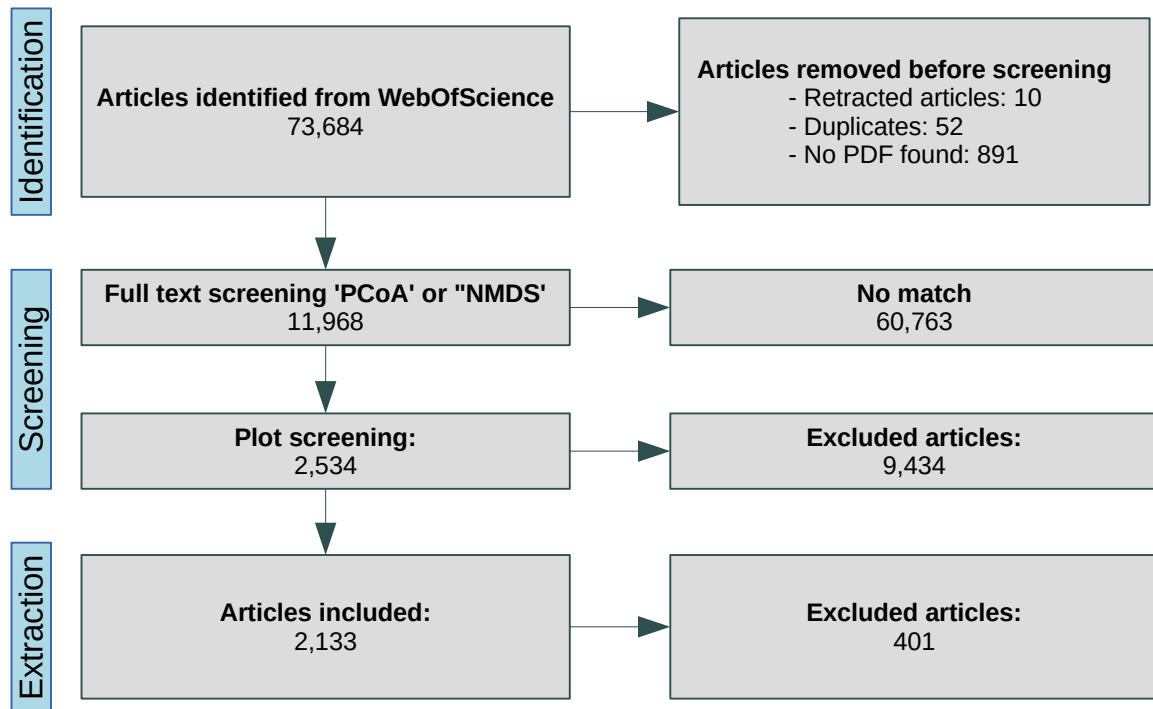 Identification
Articles identified from WebOfScience
73,684
Articles removed before screening
- Retracted articles: 10
- Duplicates: 52
- No PDF found: 891
Screening
Full text screening 'PCoA' or "NMDS'
11,968
No match
60,763
Plot screening:
2,534
Excluded articles:
9,434
Extraction
Articles included:
2,133
Excluded articles:
401